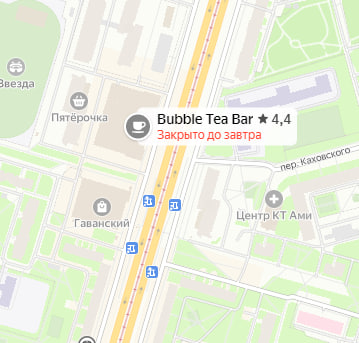 Звезда
Пятёрочка
Bubble Tea Bar ★ 4,4
Закрыто до завтра
пер. Каховского
Гаванский
Центр КТ Ами